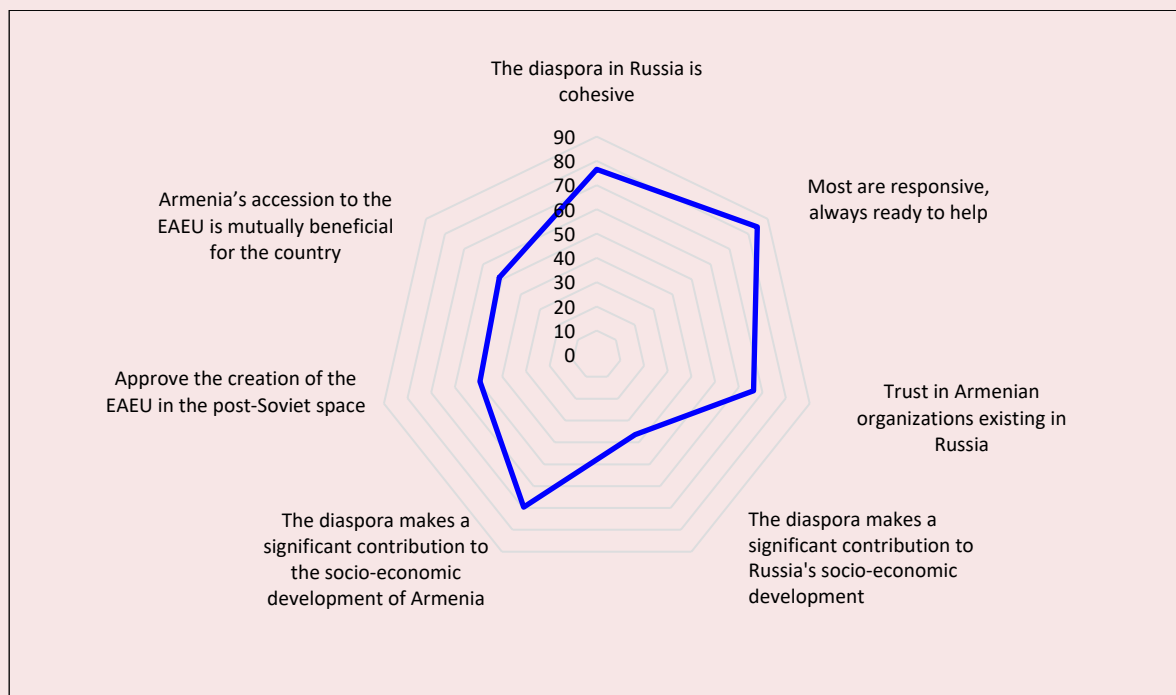 The diaspora in Russia is
cohesive
Most are responsive,
always ready to help
Trust in Armenian
organizations existing in
Russia
The diaspora makes a
significant contribution to
Russia's socio-economic
development
The diaspora makes a
significant contribution to
the socio-economic
development of Armenia
Approve the creation of the
EAEU in the post-Soviet space
Armenia’s accession to the
EAEU is mutually beneficial
for the country
90
80
70
60
50
40
30
20
10
0